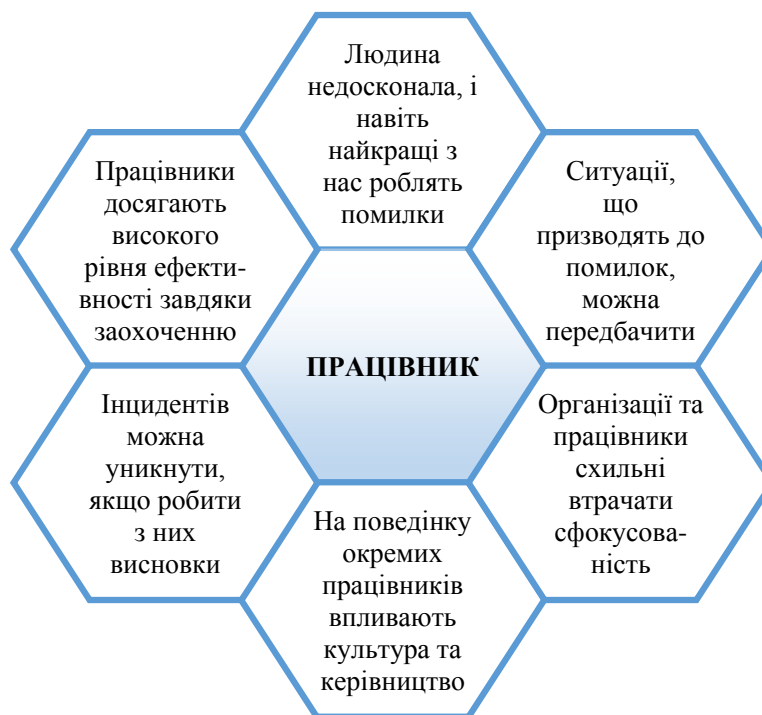 Людина
недосконала, і
навіть
найкращі з
нас роблять
помилки
Ситуації,
що
призводять до
помилок,
можна
передбачити
Організації та
працівники
схильні
втрачати
сфокусова-
ність
На поведінку
окремих
працівників
впливають
культура та
керівництво
Інцидентів
можна
уникнути,
якщо робити
з них
висновки
Працівники
досягають
високого
рівня ефекти-
вності завдяки
заохоченню
ПРАЦІВНИК